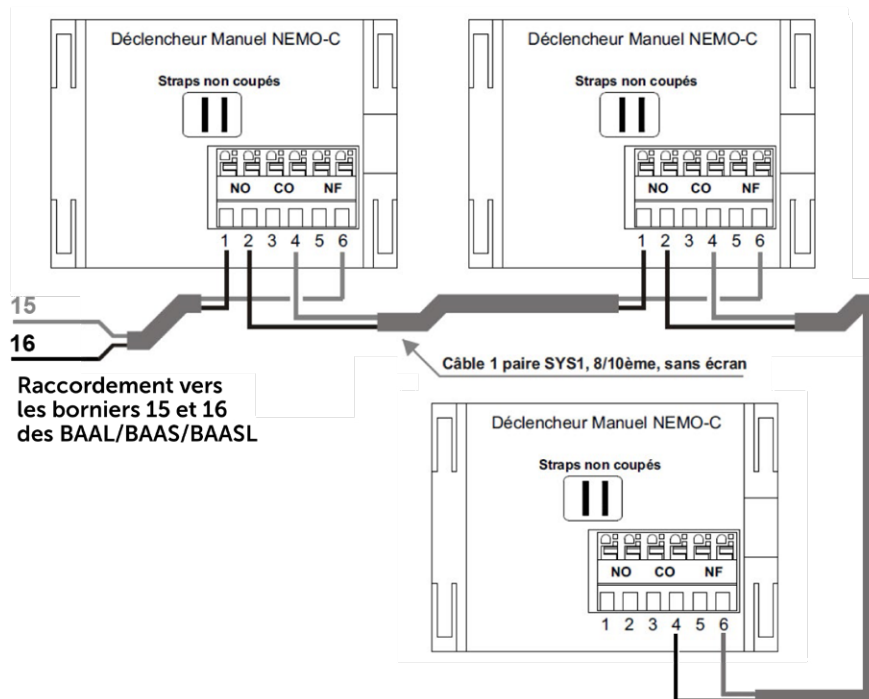 Déclencheur Manuel NEMO-C
Straps non coupés
NO CO NF
1 2 3 4 5 6
Déclencheur Manuel NEMO-C
Straps non coupés
NO CO NF
1 2 3 4 5 6
15
16
Câble 1 paire SYS1, 8/10ème, sans écran
Raccordement vers
les borniers 15 et 16
des BAAL/BAAS/BAASL
Déclencheur Manuel NEMO-C
Straps non coupés
NO CO NF
1 2 3 4 5 6